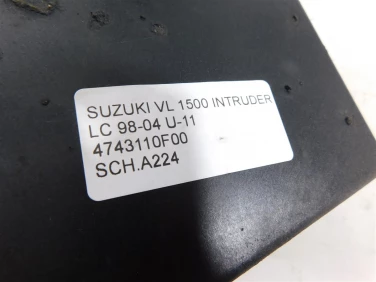 SUZUKI VL 1500 INTRUDER
LC 98-04 U-11
4743110F00
SCH.A224